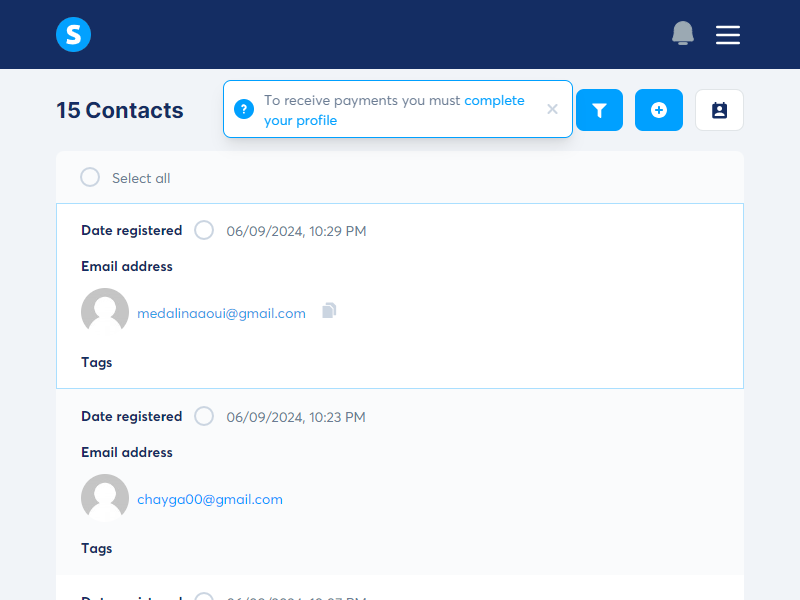 S
15 Contacts
To receive payments you must complete
your profile
Select all
Date registered 06/09/2024, 10:29 PM
Email address
medalinaaoui@gmail.com
Tags
Date registered 06/09/2024, 10:23 PM
Email address
chayga00@gmail.com
Tags